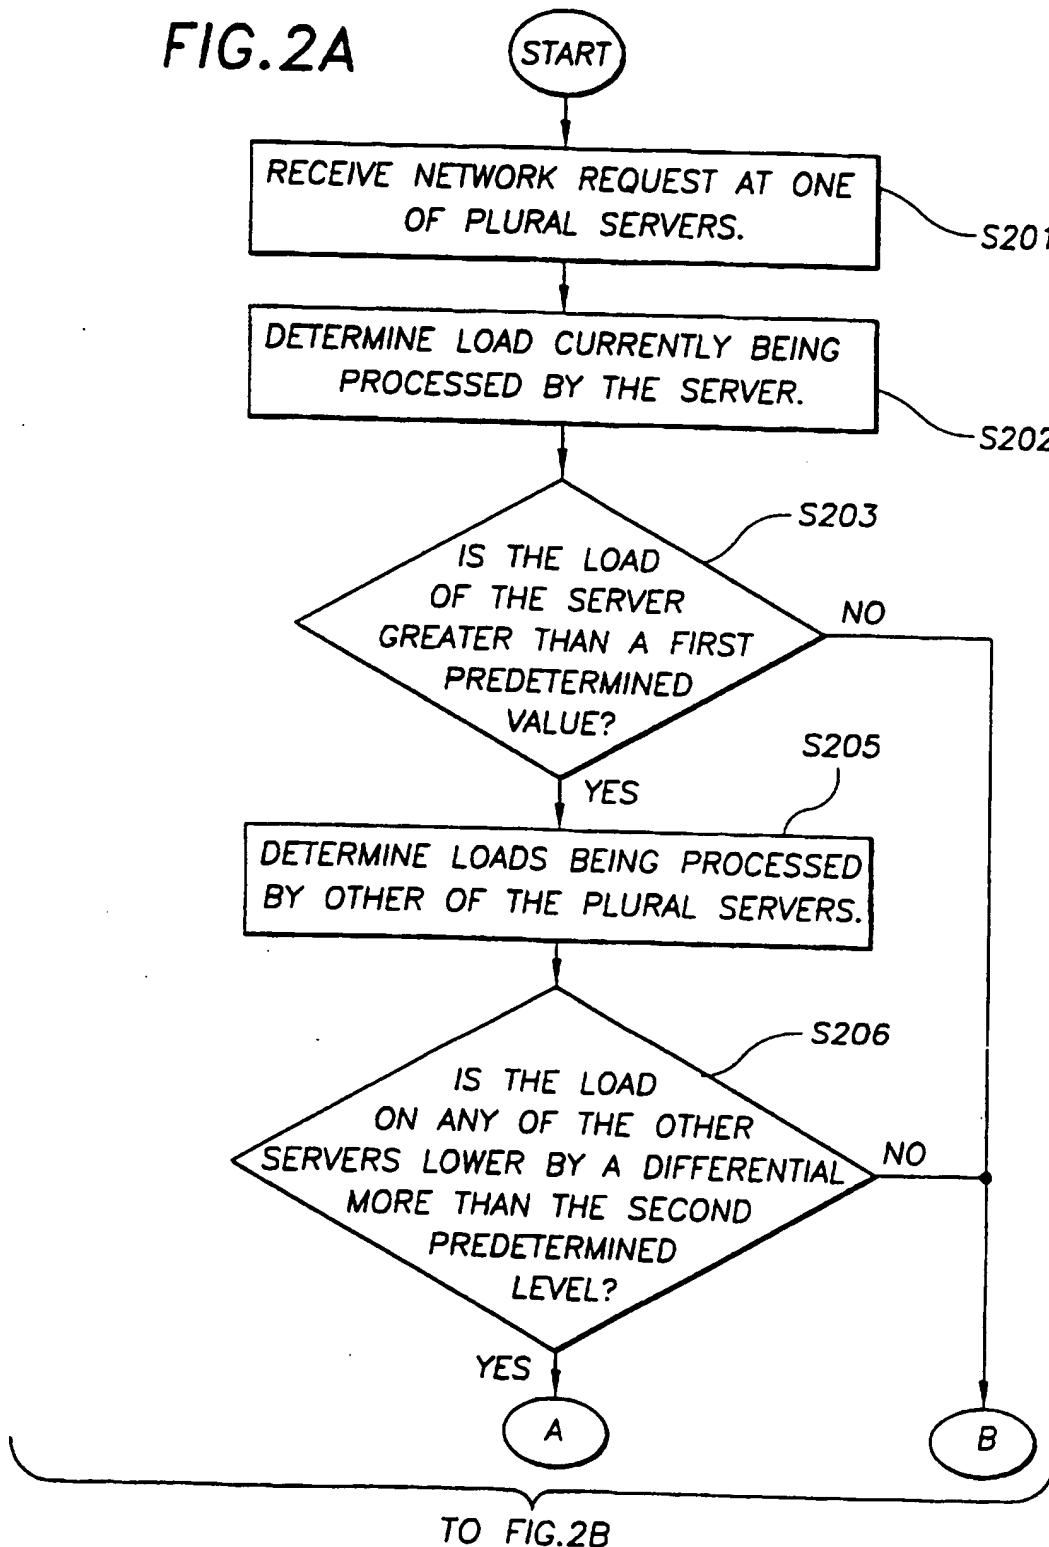 FIG.2A
START
RECEIVE NETWORK REQUEST AT ONE
OF PLURAL SERVERS.
S201
DETERMINE LOAD CURRENTLY BEING
PROCESSED BY THE SERVER.
S202
S203
IS THE LOAD
OF THE SERVER
GREATER THAN A FIRST
PREDETERMINED
VALUE?
NO
YES
S205
DETERMINE LOADS BEING PROCESSED
BY OTHER OF THE PLURAL SERVERS.
S206
IS THE LOAD
ON ANY OF THE OTHER
SERVERS LOWER BY A DIFFERENTIAL
MORE THAN THE SECOND
PREDETERMINED
LEVEL?
NO
YES
A
B
TO FIG.2B